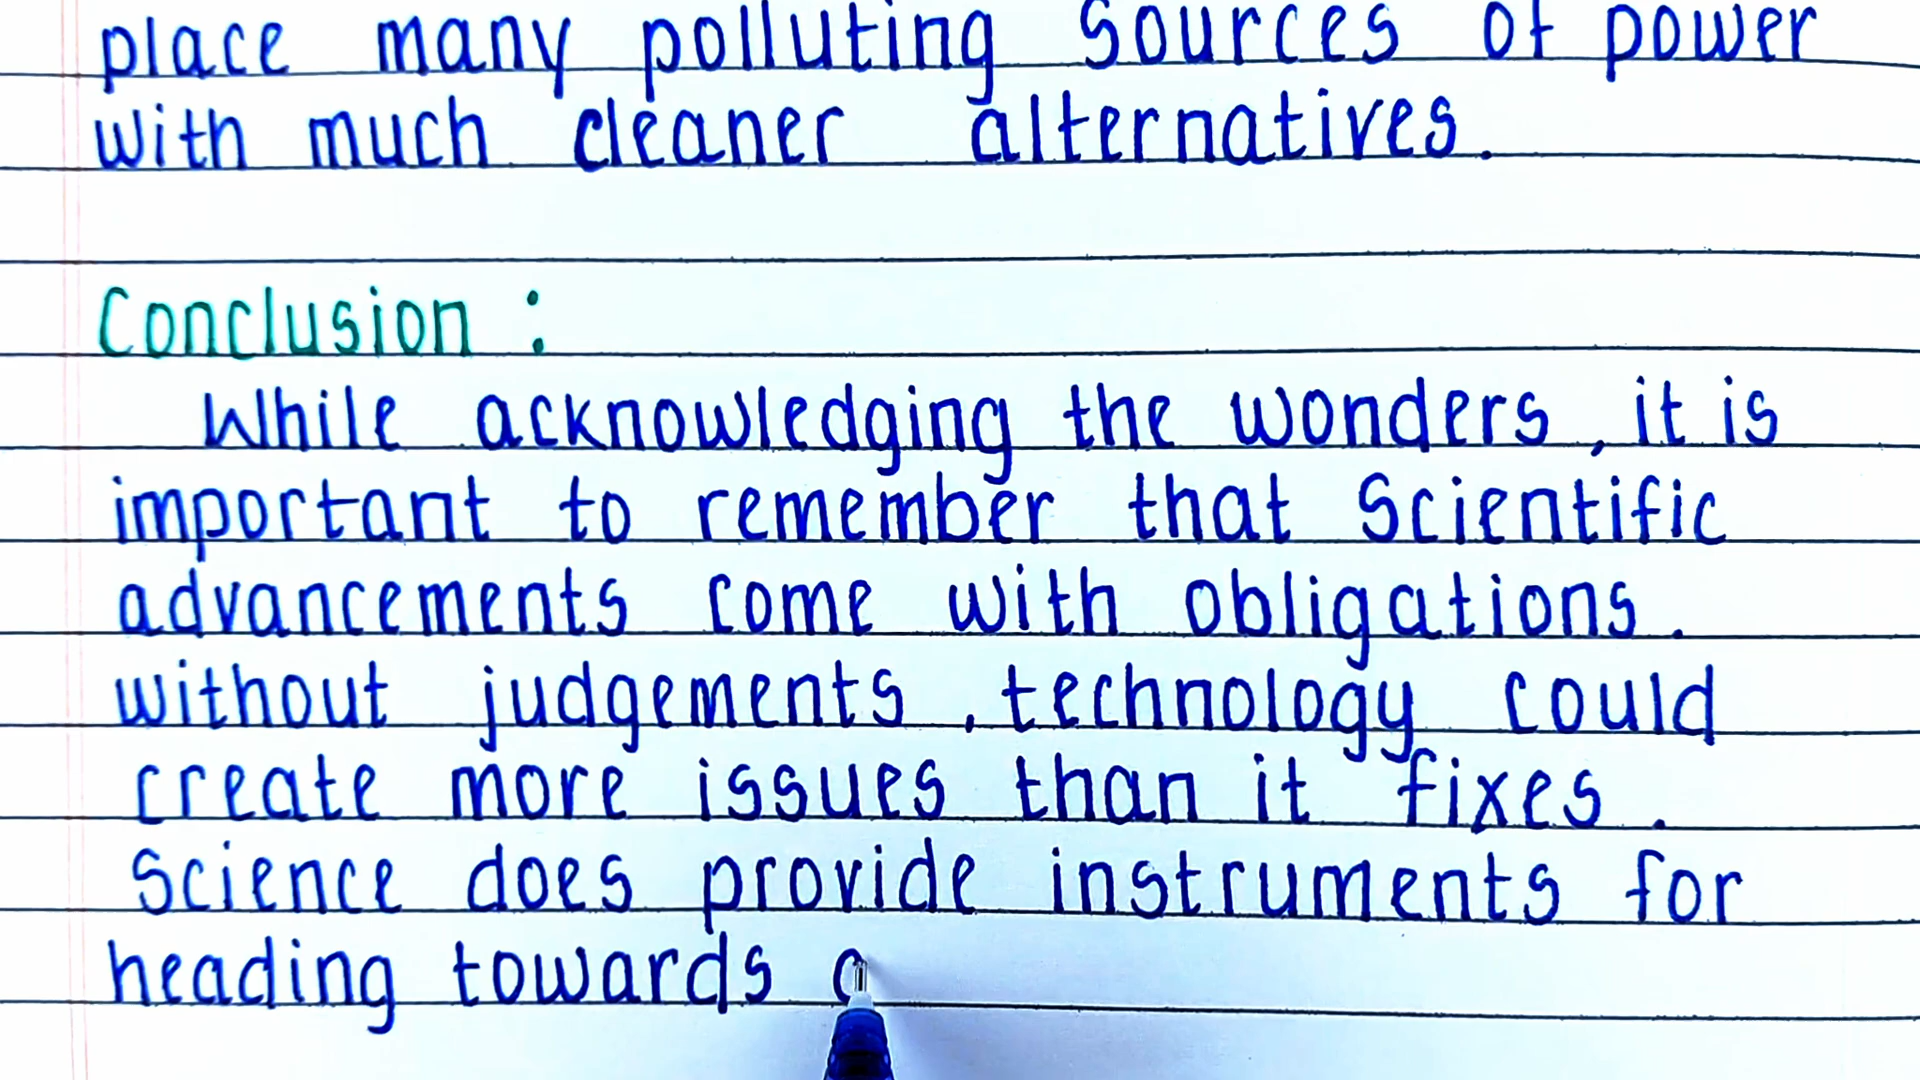 place many polluting sources of power
with much cleaner alternatives.
Conclusion :
While acknowledging the wonders, it is
important to remember that Scientific
advancements come with obligations.
without judgements, technology could
create more issues than it fixes.
Science does provide instruments for
heading towards